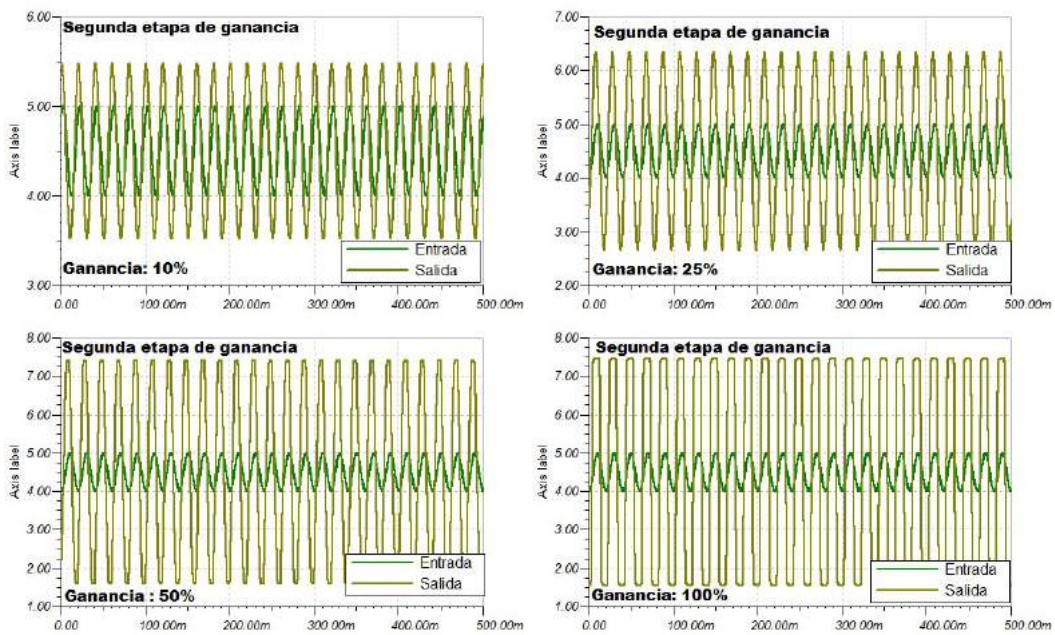 6.00
Segunda etapa de ganancia
5.00
Axis label
4.00
Entrada
Salida
Ganancia: 10%
3.00
0.00 100.00m 200.00m 300.00m 400.00m 500.00m
7.00
Segunda etapa de ganancia
6.00
5.00
Axis label
4.00
3.00
Entrada
Salida
Ganancia: 25%
2.00
0.00 100.00m 200.00m 300.00m 400.00m 500.00m
8.00
Segunda etapa de ganancia
7.00
6.00
5.00
Axis label
4.00
3.00
2.00
Entrada
Salida
Ganancia : 50%
1.00
0.00 100.00m 200.00m 300.00m 400.00m 500.00m
8.00
Segunda etapa de ganancia
7.00
6.00
5.00
Axis label
4.00
3.00
2.00
Entrada
Salida
Ganancia: 100%
1.00
0.00 100.00m 200.00m 300.00m 400.00m 500.00m